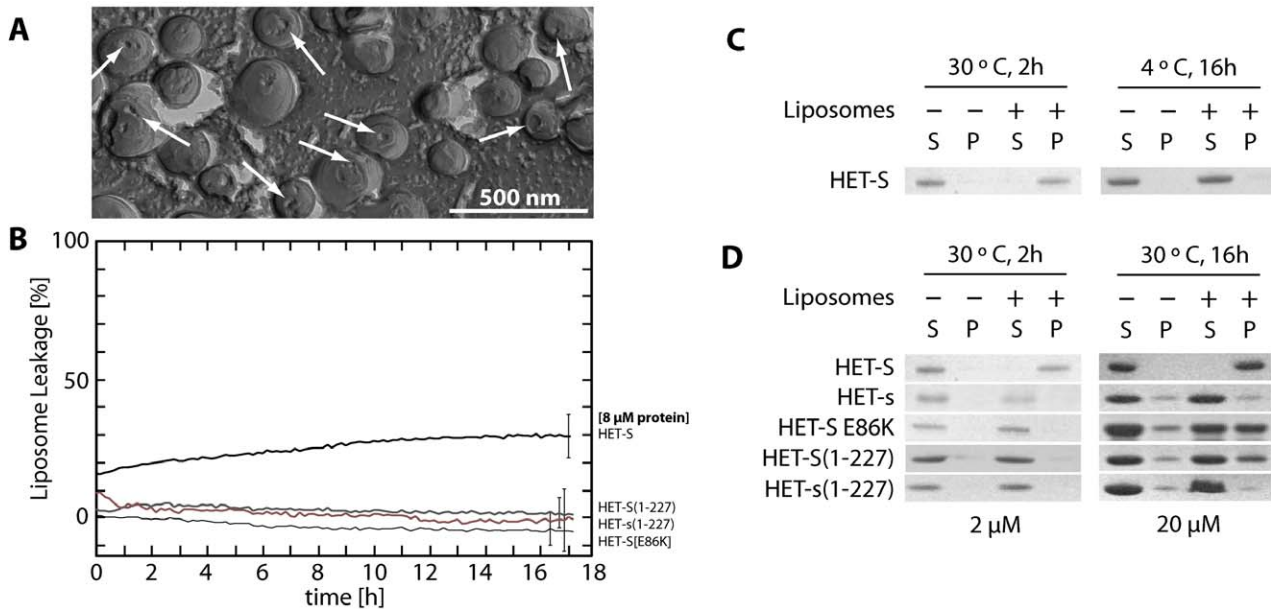 A
500 nm
B
100
50
0
Liposome Leakage [%]
[8 μM protein]
HET-S
HET-S(1-227)
HET-s(1-227)
HET-S[E86K]
0 2 4 6 8 10 12 14 16 18
time [h]
C
30 º C, 2h 4 º C, 16h
Liposomes − − + + − − + +
S P S P S P S P
HET-S
D
30 º C, 2h 30 º C, 16h
Liposomes − − + + − − + +
S P S P S P S P
HET-S
HET-s
HET-S E86K
HET-S(1-227)
HET-s(1-227)
2 μM 20 μM